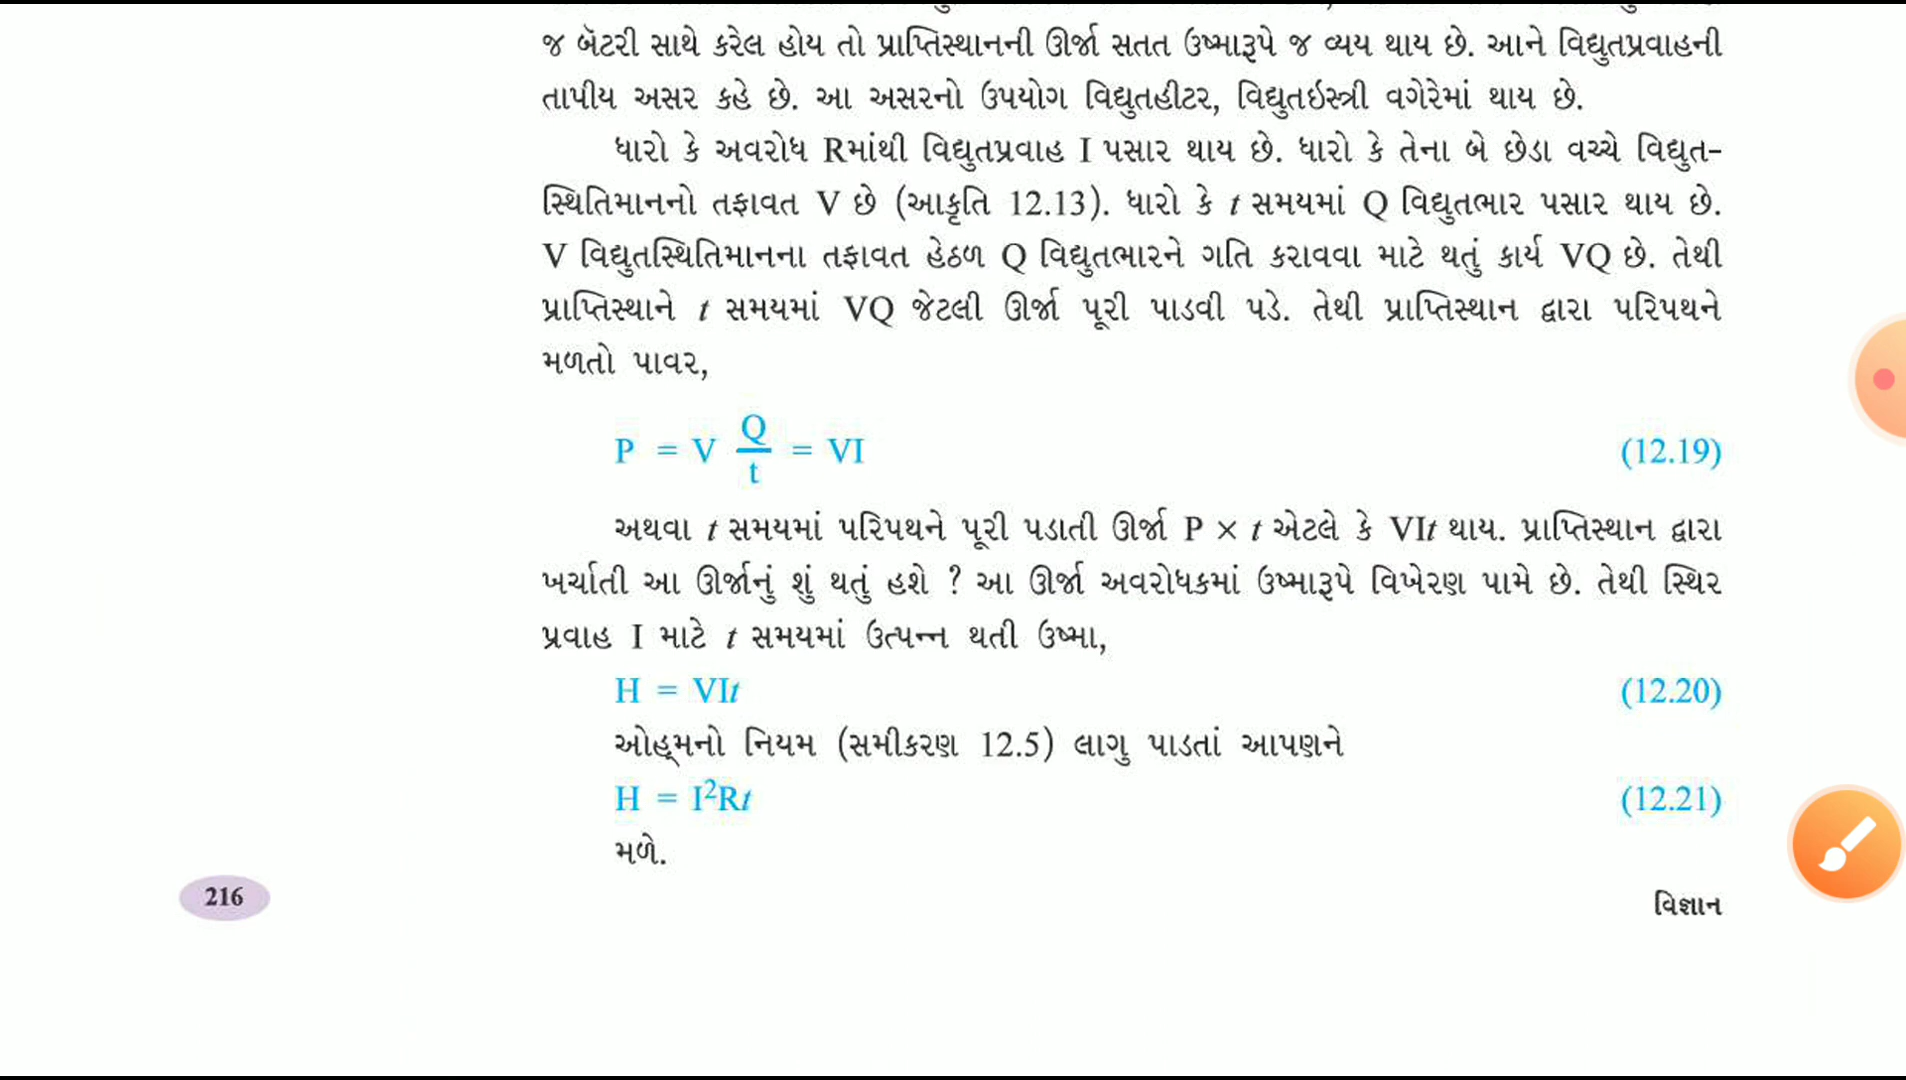 જ બૅટરી સાથે કરેલ હોય તો પ્રાપ્તિસ્થાનની ઊર્જા સતત ઉષ્મારૂપે જ વ્યય થાય છે. આને વિદ્યુતપ્રવાહની
તાપીય અસર કહે છે. આ અસરનો ઉપયોગ વિદ્યુતહીટર, વિદ્યુતઇસ્ત્રી વગેરેમાં થાય છે.
ધારો કે અવરોધ Rમાંથી વિદ્યુતપ્રવાહ I પસાર થાય છે. ધારો કે તેના બે છેડા વચ્ચે વિદ્યુત-
સ્થિતિમાનનો તફાવત V છે (આકૃતિ 12.13). ધારો કે t સમયમાં Q વિદ્યુતભાર પસાર થાય છે.
V વિદ્યુતસ્થિતિમાનના તફાવત હેઠળ Q વિદ્યુતભારને ગતિ કરાવવા માટે થતું કાર્ય VQ છે. તેથી
પ્રાપ્તિસ્થાને t સમયમાં VQ જેટલી ઊર્જા પૂરી પાડવી પડે. તેથી પ્રાપ્તિસ્થાન દ્વારા પરિપથને
મળતો પાવર,
P = V Q/t = VI (12.19)
અથવા t સમયમાં પરિપથને પૂરી પડાતી ઊર્જા P × t એટલે કે VIt થાય. પ્રાપ્તિસ્થાન દ્વારા
ખર્ચાતી આ ઊર્જાનું શું થતું હશે ? આ ઊર્જા અવરોધકમાં ઉષ્મારૂપે વિખેરણ પામે છે. તેથી સ્થિર
પ્રવાહ I માટે t સમયમાં ઉત્પન્ન થતી ઉષ્મા,
H = VIt (12.20)
ઓહ્‌મનો નિયમ (સમીકરણ 12.5) લાગુ પાડતાં આપણને
H = I²Rt (12.21)
મળે.
216 વિજ્ઞાન